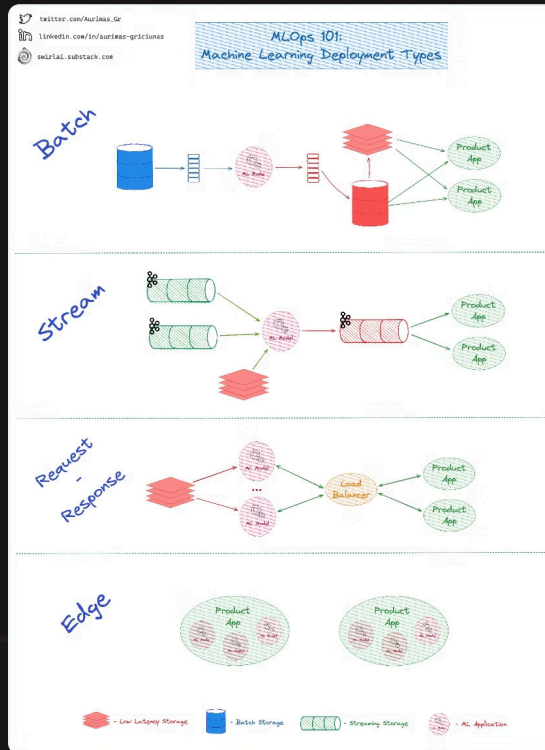 twitter.com/Aurimas_Gr
linkedin.com/in/aurimas-griciunas
swirlai.substack.com
MLOps 101:
Machine Learning Deployment Types
Batch
ML Model
Product
App
Product
App
Stream
ML Model
Product
App
Product
App
Request
-
Response
ML Model
...
ML Model
Load
Balancer
Product
App
Product
App
Edge
Product
App
ML Model
ML Model
ML Model
Product
App
ML Model
ML Model
ML Model
- Low Latency Storage
- Batch Storage
- Streaming Storage
ML Model
- ML Application